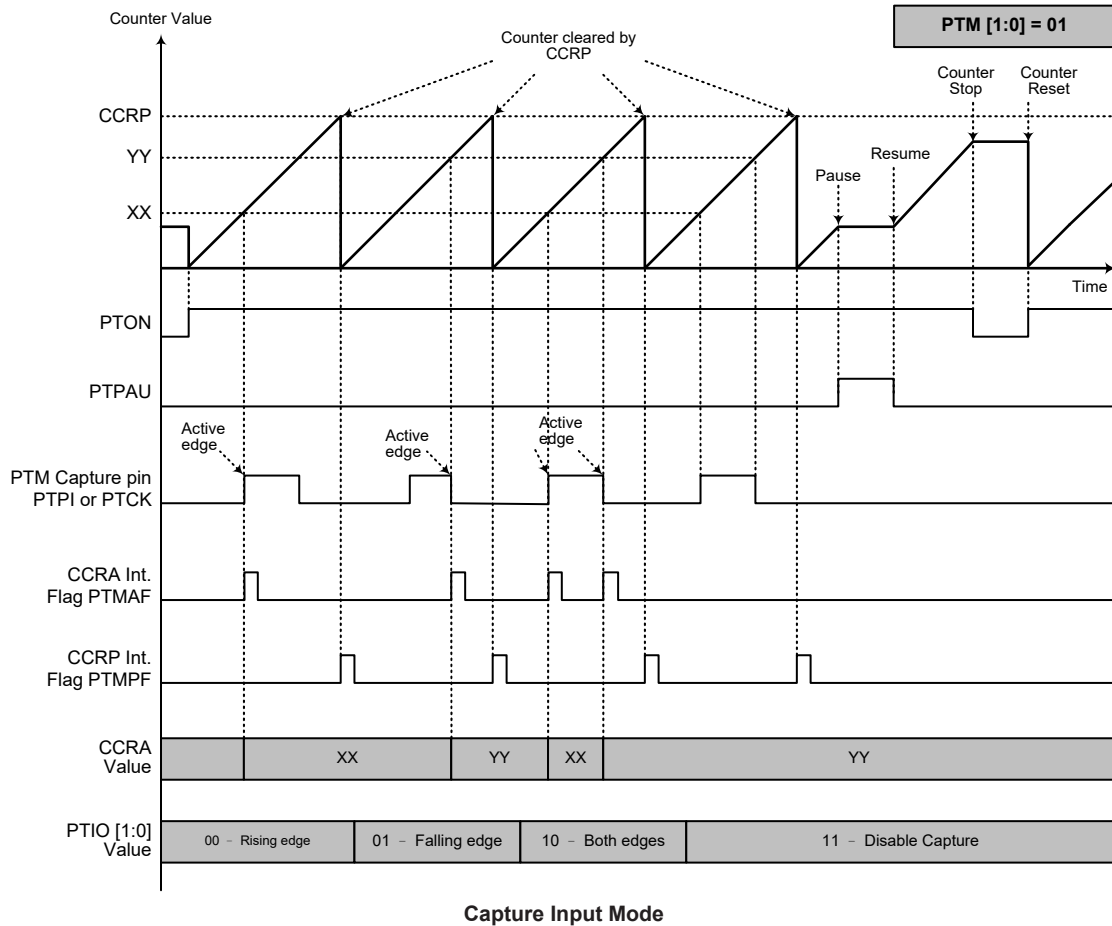 Counter Value
PTM [1:0] = 01
Counter cleared by
CCRP
Counter
Stop
Counter
Reset
CCRP
YY
Resume
Pause
XX
Time
PTON
PTPAU
Active
edge
Active
edge
Active
edge
PTM Capture pin
PTPI or PTCK
CCRA Int.
Flag PTMAF
CCRP Int.
Flag PTMPF
CCRA
Value
XX
YY
XX
YY
PTIO [1:0]
Value
00 - Rising edge
01 - Falling edge
10 - Both edges
11 - Disable Capture
Capture Input Mode